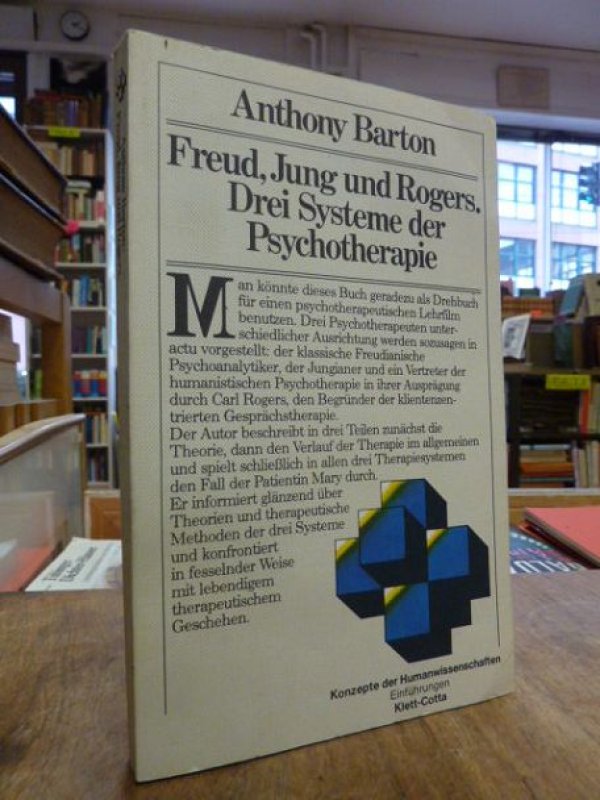 Anthony Barton
Freud, Jung und Rogers.
Drei Systeme der
Psychotherapie
Man könnte dieses Buch geradezu als Drehbuch
für einen psychotherapeutischen Lehrfilm
benutzen. Drei Psychotherapeuten unter-
schiedlicher Ausrichtung werden sozusagen in
actu vorgestellt: der klassische Freudianische
Psychoanalytiker, der Jungianer und ein Vertreter der
humanistischen Psychotherapie in ihrer Ausprägung
durch Carl Rogers, den Begründer der klientenzen-
trierten Gesprächstherapie.
Der Autor beschreibt in drei Teilen zunächst die
Theorie, dann den Verlauf der Therapie im allgemeinen
und spielt schließlich in allen drei Therapiesystemen
den Fall der Patientin Mary durch.
Er informiert glänzend über
Theorien und therapeutische
Methoden der drei Systeme
und konfrontiert
in fesselnder Weise
mit lebendigem
therapeutischem
Geschehen.
Konzepte der Humanwissenschaften
Einführungen
Klett-Cotta